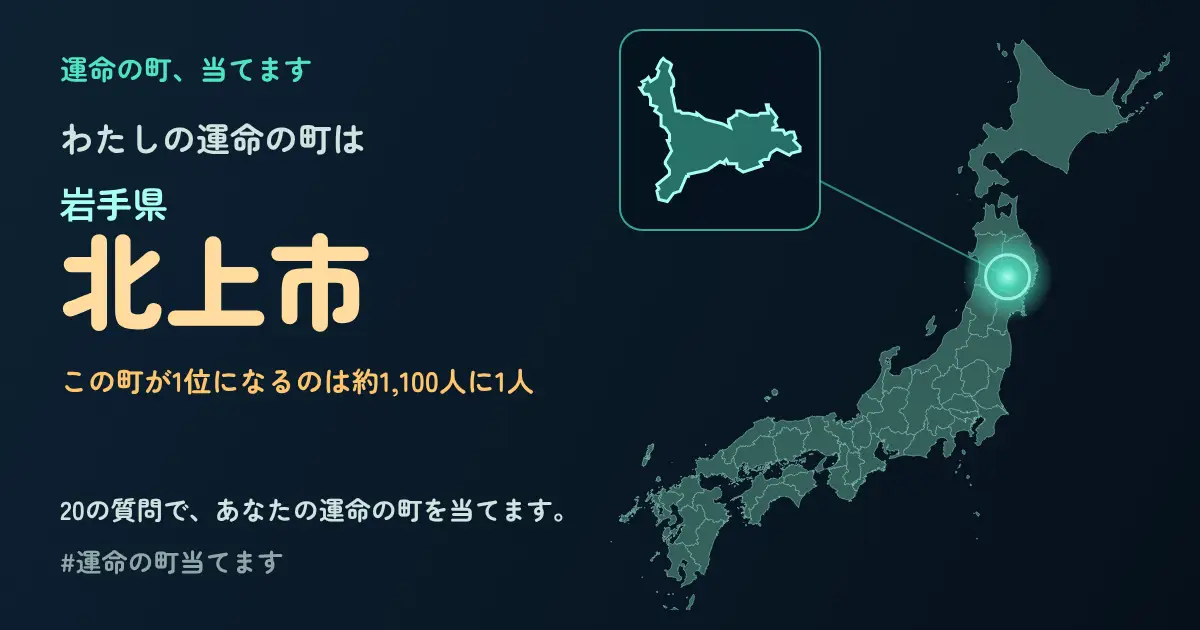 運命の町、当てます
わたしの運命の町は
岩手県
北上市
この町が1位になるのは約1,100人に1人
20の質問で、あなたの運命の町を当てます。
#運命の町当てます